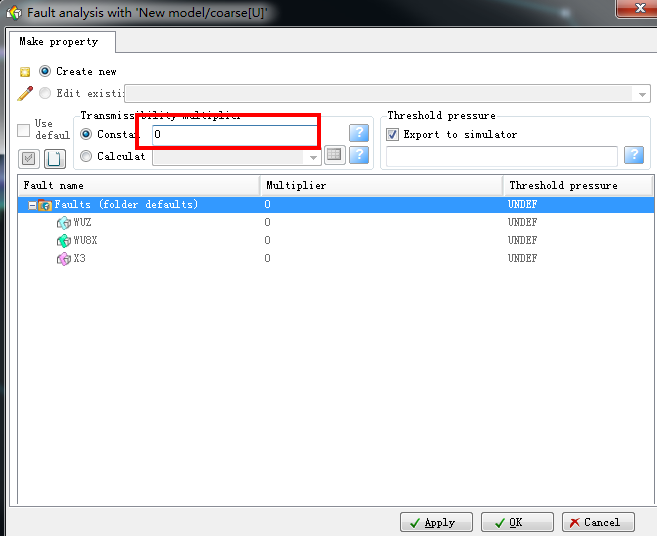 Fault analysis with 'New model/coarse[U]'
Make property
Create new
Edit existi
Use
defaul
Transmissibility multiplier
Constan
0
Calculat
Threshold pressure
Export to simulator
Fault name Multiplier Threshold pressure
Faults (folder defaults) 0 UNDEF
WUZ 0 UNDEF
WU8X 0 UNDEF
X3 0 UNDEF
Apply OK Cancel